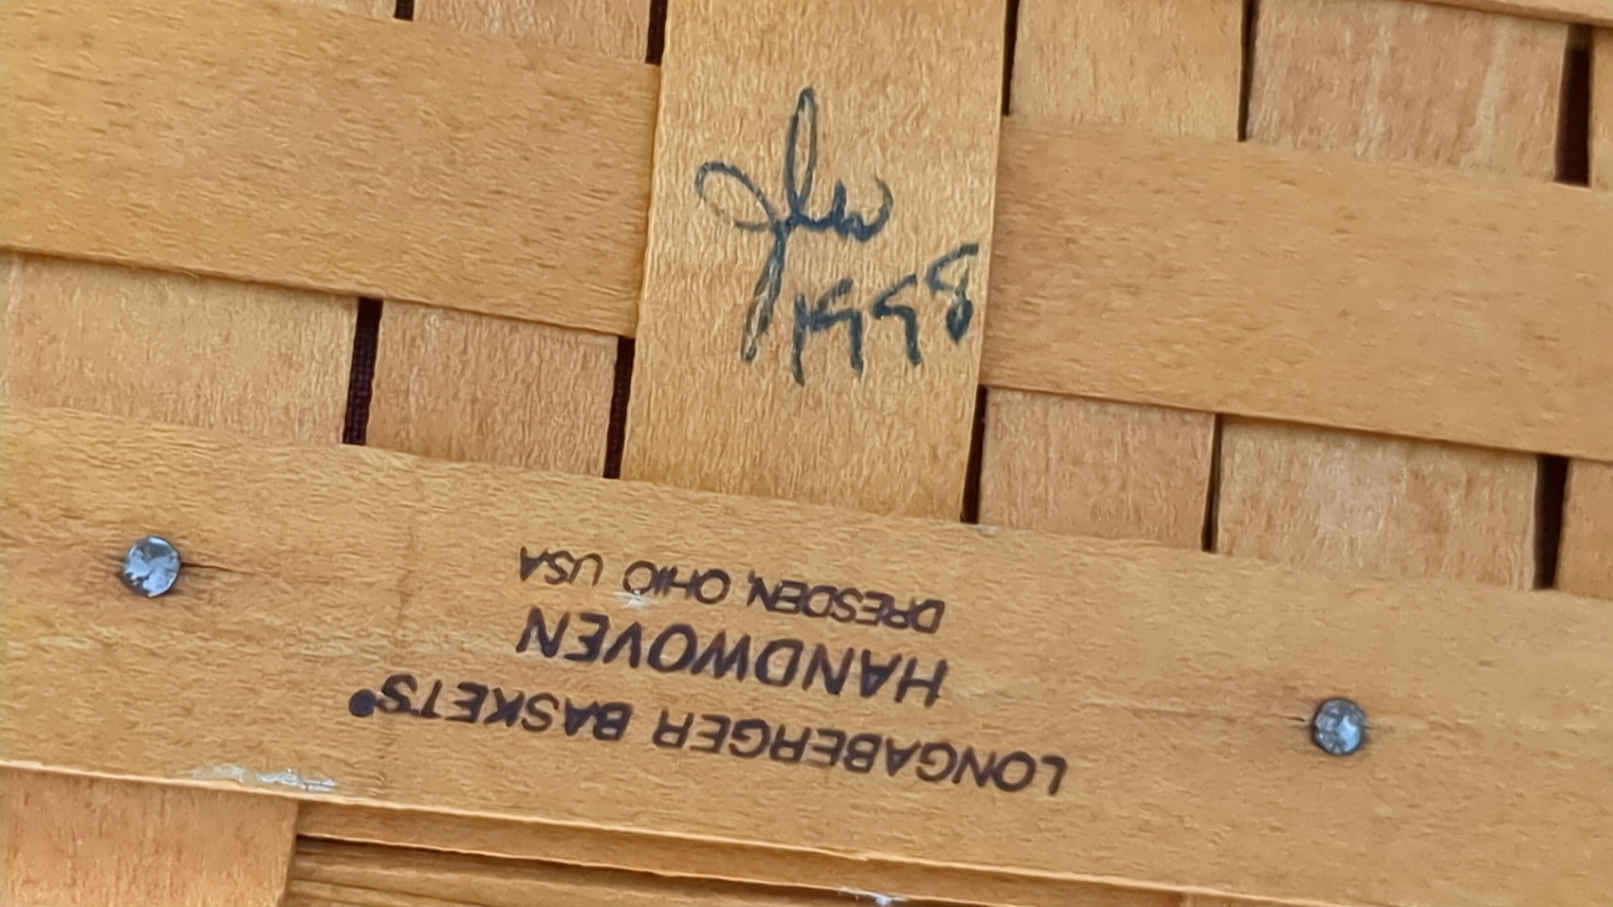 1998
LONGABERGER BASKETS®
HANDWOVEN
DRESDEN, OHIO USA